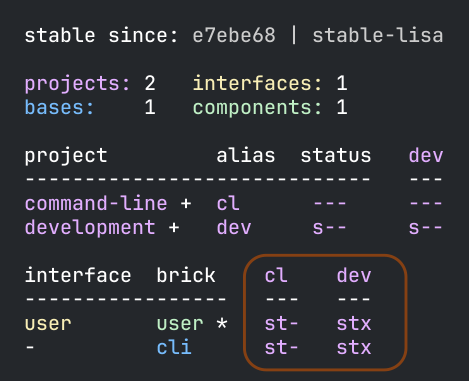 stable since: e7ebe68 | stable-lisa
projects: 2   interfaces: 1
bases:    1   components: 1
project         alias  status   dev
-----------------------------   ---
command-line +  cl      ---     ---
development +   dev     s--     s--
interface  brick    cl    dev
-----------------   ---   ---
user       user *   st-   stx
-          cli      st-   stx